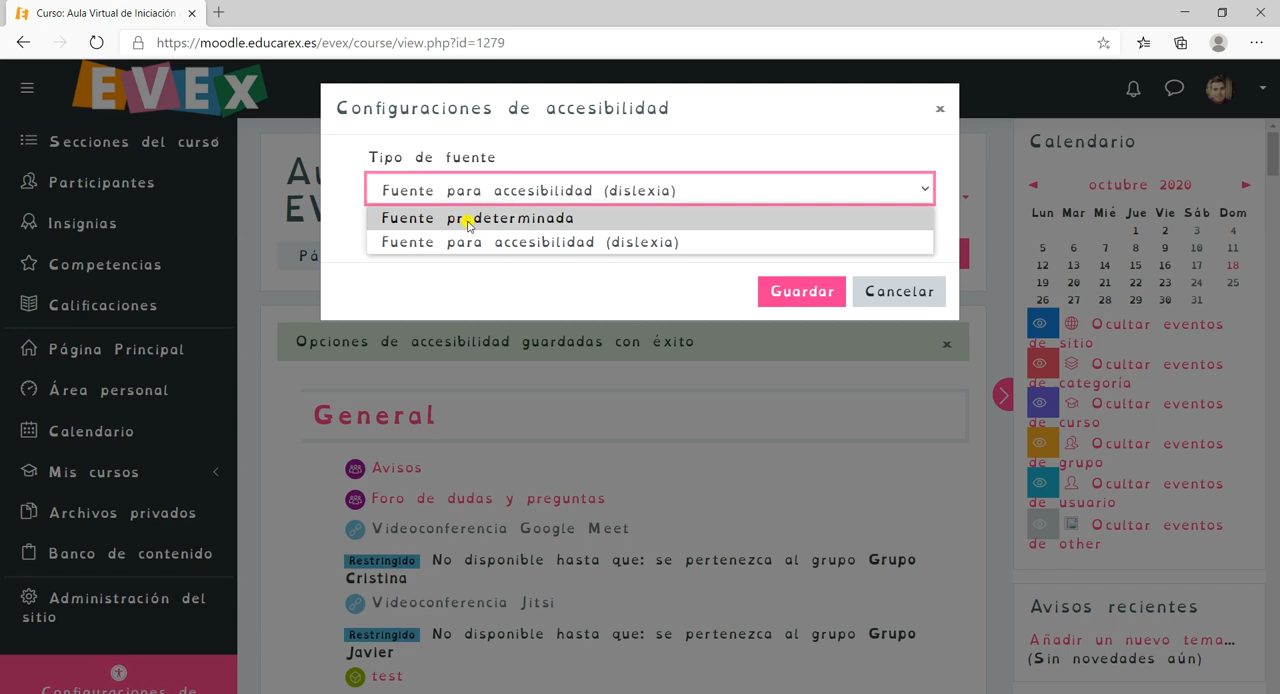 Curso: Aula Virtual de Iniciación
https://moodle.educarex.es/evex/course/view.php?id=1279
EVEX
Secciones del curso
Participantes
Insignias
Competencias
Calificaciones
Página Principal
Área personal
Calendario
Mis cursos
Archivos privados
Banco de contenido
Administración del
sitio
Configuraciones de
Configuraciones de accesibilidad
×
Tipo de fuente
Fuente para accesibilidad (dislexia)
Fuente predeterminada
Fuente para accesibilidad (dislexia)
Guardar Cancelar
Au
EV
Pá
Opciones de accesibilidad guardadas con éxito ×
General
Avisos
Foro de dudas y preguntas
Videoconferencia Google Meet
Restringido No disponible hasta que: se pertenezca al grupo Grupo
Cristina
Videoconferencia Jitsi
Restringido No disponible hasta que: se pertenezca al grupo Grupo
Javier
test
Calendario
◄ octubre 2020 ►
Lun Mar Mié Jue Vie Sáb Dom
1 2 3 4
5 6 7 8 9 10 11
12 13 14 15 16 17 18
19 20 21 22 23 24 25
26 27 28 29 30 31
Ocultar eventos
de sitio
Ocultar eventos
de categoría
Ocultar eventos
de curso
Ocultar eventos
de grupo
Ocultar eventos
de usuario
Ocultar eventos
de other
Avisos recientes
Añadir un nuevo tema...
(Sin novedades aún)